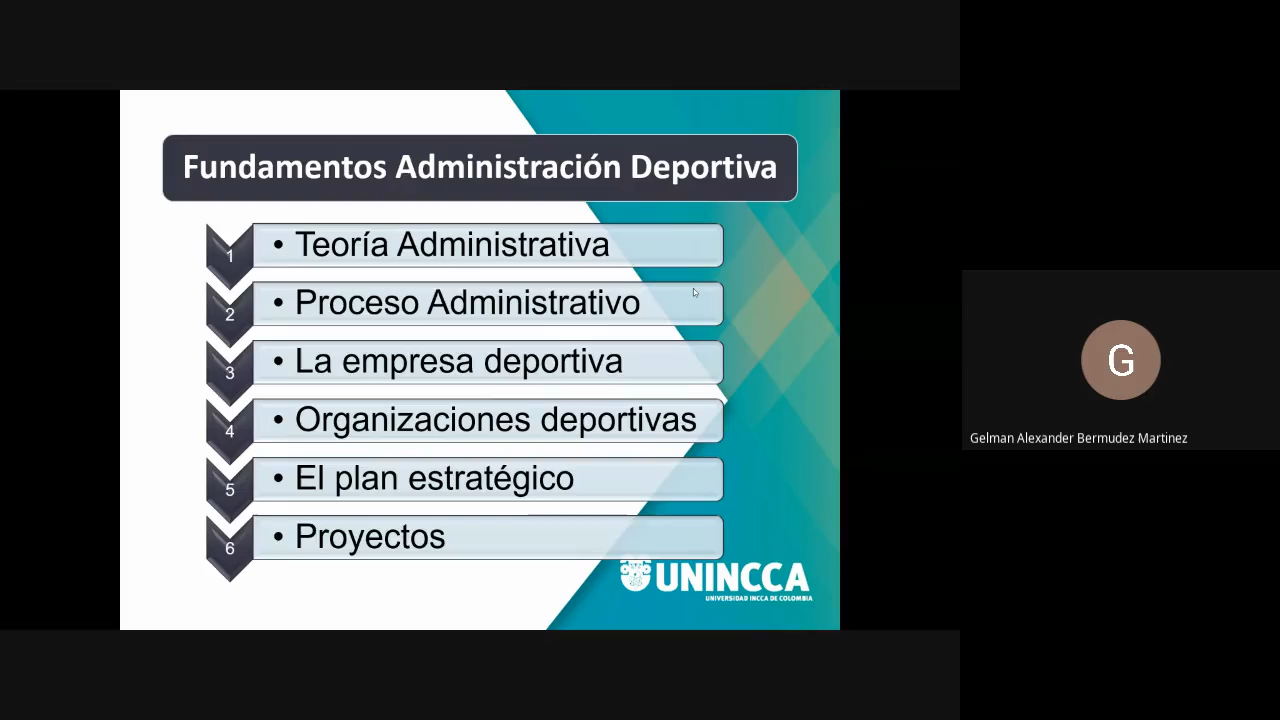 Fundamentos Administración Deportiva
1
• Teoría Administrativa
2
• Proceso Administrativo
3
• La empresa deportiva
4
• Organizaciones deportivas
5
• El plan estratégico
6
• Proyectos
UNINCCA
UNIVERSIDAD INCCA DE COLOMBIA
G
Gelman Alexander Bermudez Martinez